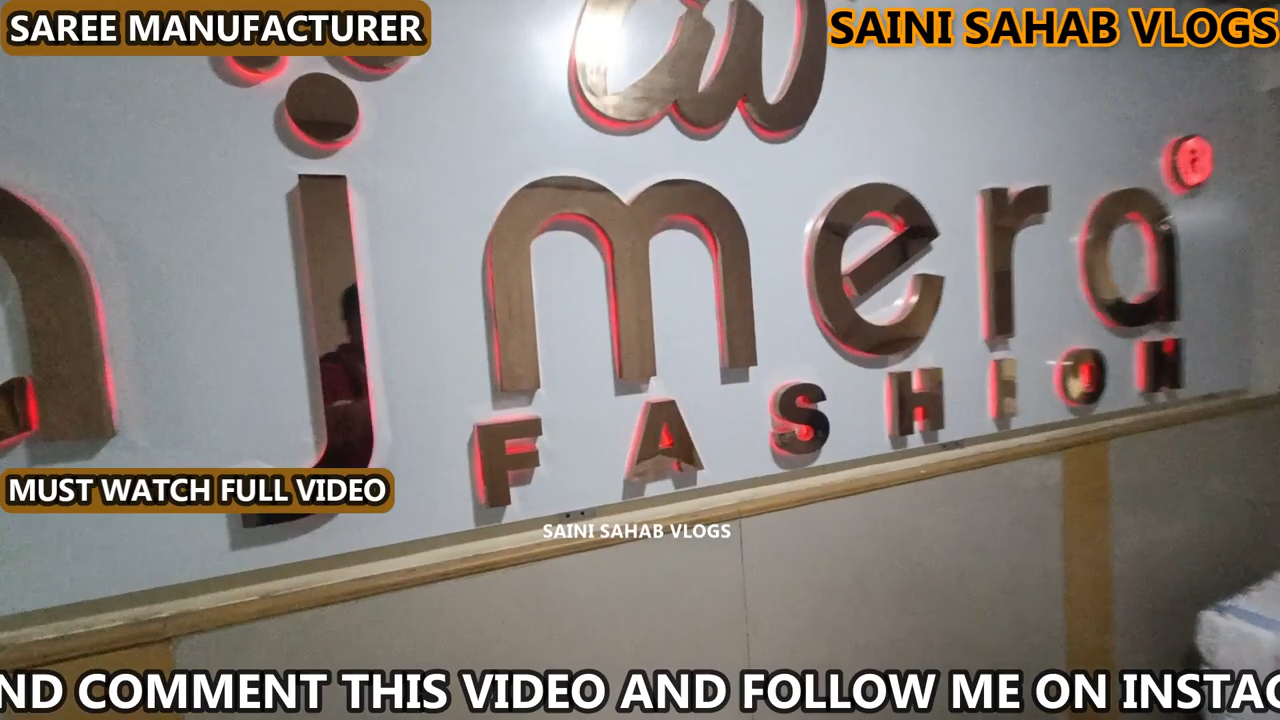 SAREE MANUFACTURER
SAINI SAHAB VLOGS
ajmera
FASHION
MUST WATCH FULL VIDEO
SAINI SAHAB VLOGS
ND COMMENT THIS VIDEO AND FOLLOW ME ON INSTAG